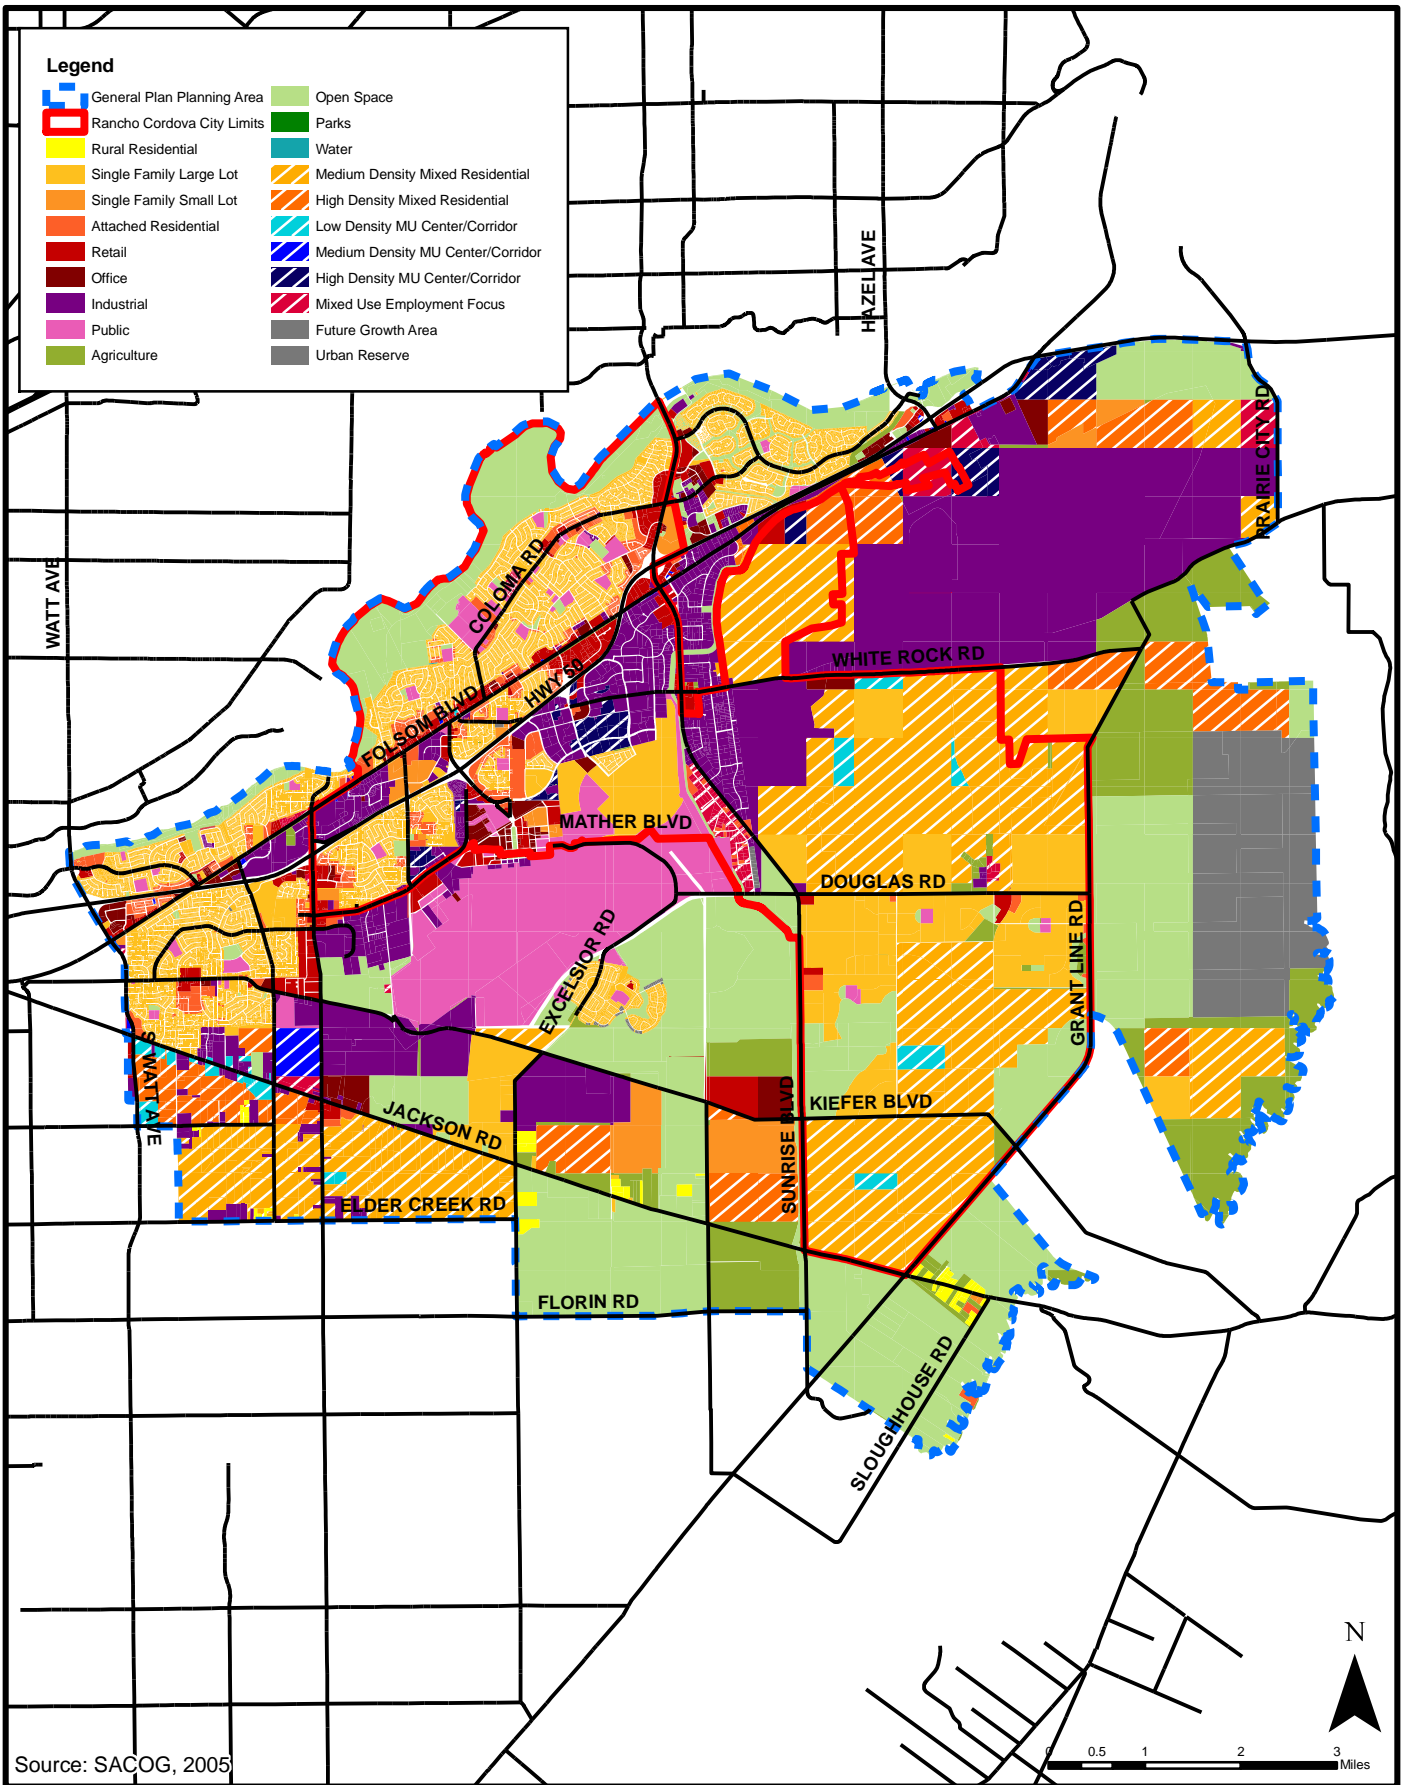 Legend
General Plan Planning Area
Rancho Cordova City Limits
Rural Residential
Single Family Large Lot
Single Family Small Lot
Attached Residential
Retail
Office
Industrial
Public
Agriculture
Open Space
Parks
Water
Medium Density Mixed Residential
High Density Mixed Residential
Low Density MU Center/Corridor
Medium Density MU Center/Corridor
High Density MU Center/Corridor
Mixed Use Employment Focus
Future Growth Area
Urban Reserve
HAZEL AVE
PRAIRIE CITY RD
WATT AVE
COLOMA RD
WHITE ROCK RD
HWY 50
FOLSOM BLVD
MATHER BLVD
DOUGLAS RD
EXCELSIOR RD
GRANT LINE RD
S WATT AVE
JACKSON RD
SUNRISE BLVD
KIEFER BLVD
ELDER CREEK RD
FLORIN RD
SLOUGHHOUSE RD
N
0 0.5 1 2 3
Miles
Source: SACOG, 2005